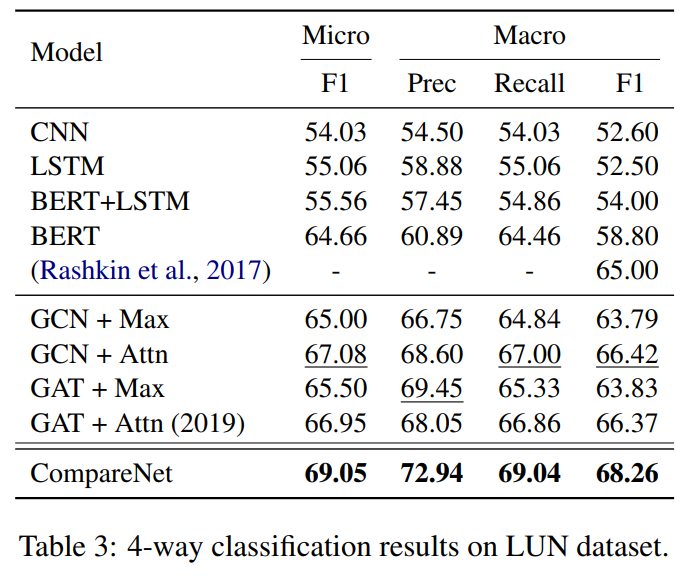 Model Micro Macro
F1 Prec Recall F1
CNN 54.03 54.50 54.03 52.60
LSTM 55.06 58.88 55.06 52.50
BERT+LSTM 55.56 57.45 54.86 54.00
BERT 64.66 60.89 64.46 58.80
(Rashkin et al., 2017) - - - 65.00
GCN + Max 65.00 66.75 64.84 63.79
GCN + Attn 67.08 68.60 67.00 66.42
GAT + Max 65.50 69.45 65.33 63.83
GAT + Attn (2019) 66.95 68.05 66.86 66.37
CompareNet 69.05 72.94 69.04 68.26
Table 3: 4-way classification results on LUN dataset.